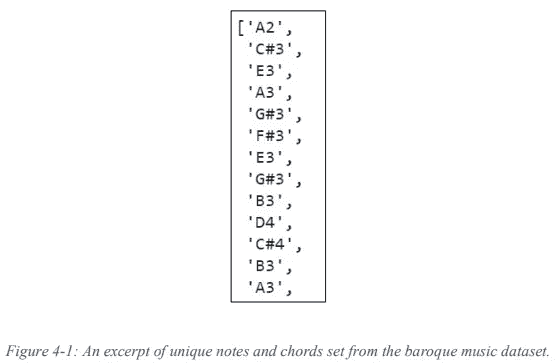 ['A2',
'C#3',
'E3',
'A3',
'G#3',
'F#3',
'E3',
'G#3',
'B3',
'D4',
'C#4',
'B3',
'A3',
Figure 4-1: An excerpt of unique notes and chords set from the baroque music dataset.